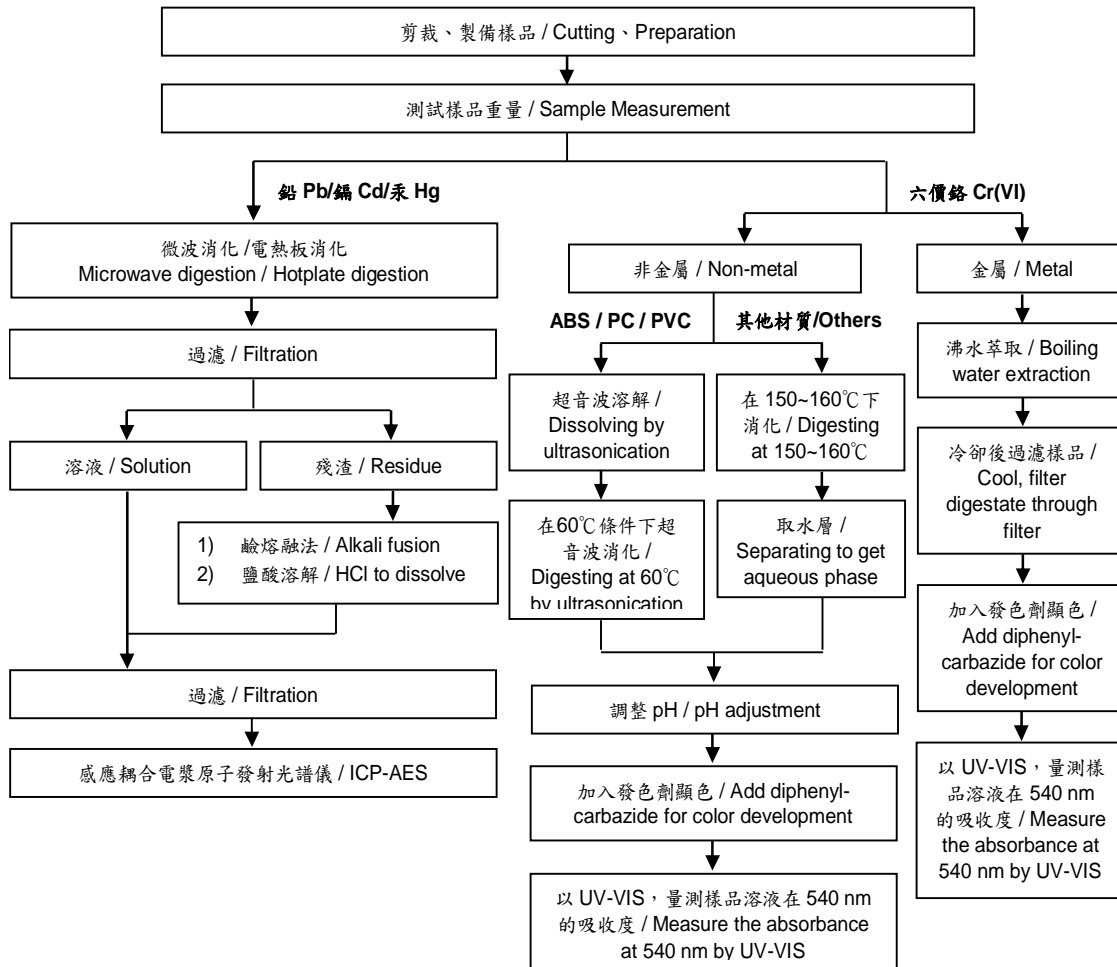 剪裁、製備樣品 / Cutting、Preparation
測試樣品重量 / Sample Measurement
鉛 Pb/鎘 Cd/汞 Hg
微波消化 /電熱板消化
Microwave digestion / Hotplate digestion
過濾 / Filtration
溶液 / Solution
殘渣 / Residue
1) 鹼熔融法 / Alkali fusion
2) 鹽酸溶解 / HCl to dissolve
過濾 / Filtration
感應耦合電漿原子發射光譜儀 / ICP-AES
六價鉻 Cr(VI)
非金屬 / Non-metal
ABS / PC / PVC
超音波溶解 /
Dissolving by
ultrasonication
在60℃條件下超
音波消化 /
Digesting at 60℃
by ultrasonication
其他材質/Others
在 150~160℃下
消化 / Digesting
at 150~160℃
取水層 /
Separating to get
aqueous phase
調整 pH / pH adjustment
加入發色劑顯色 / Add diphenyl-
carbazide for color development
以 UV-VIS，量測樣品溶液在 540 nm
的吸收度 / Measure the absorbance
at 540 nm by UV-VIS
金屬 / Metal
沸水萃取 / Boiling
water extraction
冷卻後過濾樣品 /
Cool, filter
digestate through
filter
加入發色劑顯色 /
Add diphenyl-
carbazide for color
development
以 UV-VIS，量測樣
品溶液在 540 nm
的吸收度 / Measure
the absorbance at
540 nm by UV-VIS